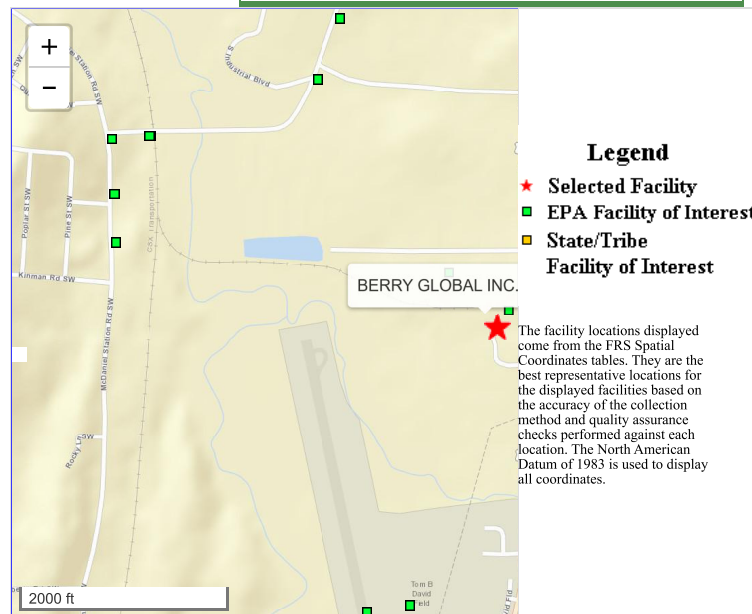 +
−
S Industrial Blvd
Station Rd SW
SW
CSX Transportation
Poplar St SW
Pine St SW
Kinman Rd SW
McDaniel Station Rd SW
SW
Rocky Ln
BERRY GLOBAL INC.
Tom B
David
Field
2000 ft
Legend
Selected Facility
EPA Facility of Interest
State/Tribe
Facility of Interest
The facility locations displayed
come from the FRS Spatial
Coordinates tables. They are the
best representative locations for
the displayed facilities based on
the accuracy of the collection
method and quality assurance
checks performed against each
location. The North American
Datum of 1983 is used to display
all coordinates.